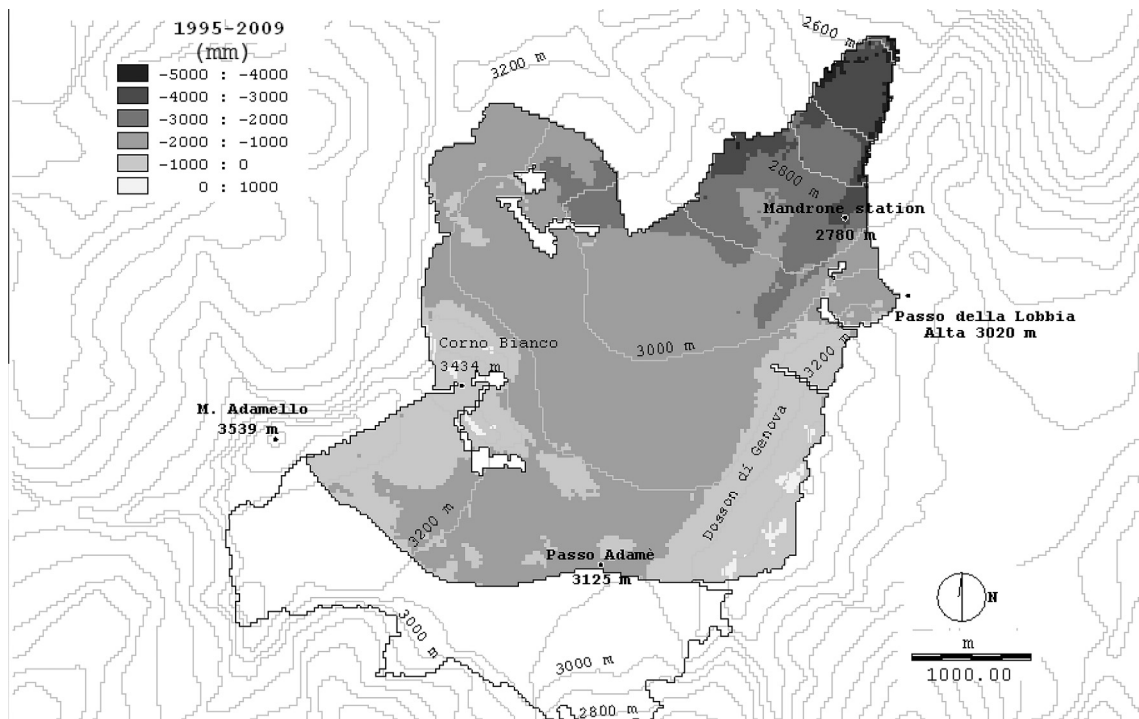 1995-2009
(mm)
-5000 : -4000
-4000 : -3000
-3000 : -2000
-2000 : -1000
-1000 : 0
0 : 1000
2600 m
3200 m
2800 m
Mandrone station
2780 m
Passo della Lobbia
Alta 3020 m
3000 m
3200 m
Corno Bianco
3434 m
M. Adamello
3539 m
Dosson di Genova
3200 m
Passo Adamè
3125 m
N
m
1000.00
3000 m
3000 m
2800 m